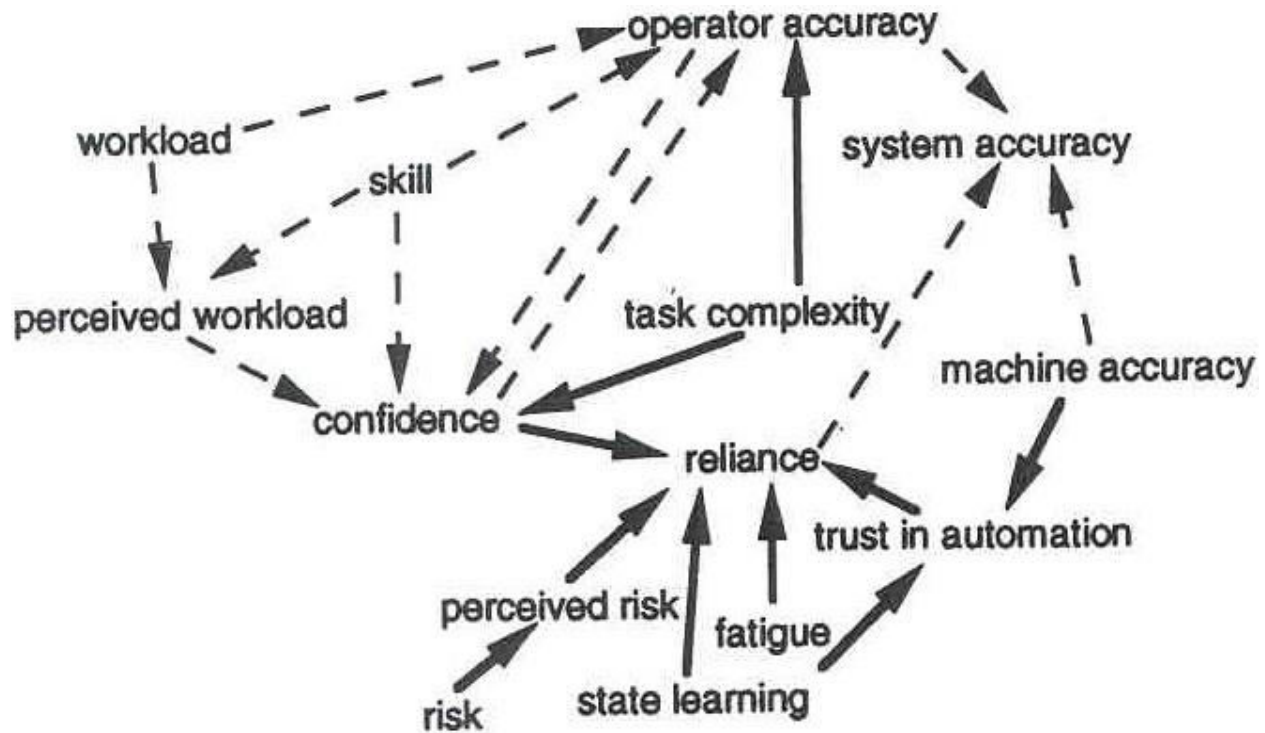 operator accuracy
workload
system accuracy
skill
perceived workload
task complexity
machine accuracy
confidence
reliance
trust in automation
perceived risk
fatigue
state learning
risk